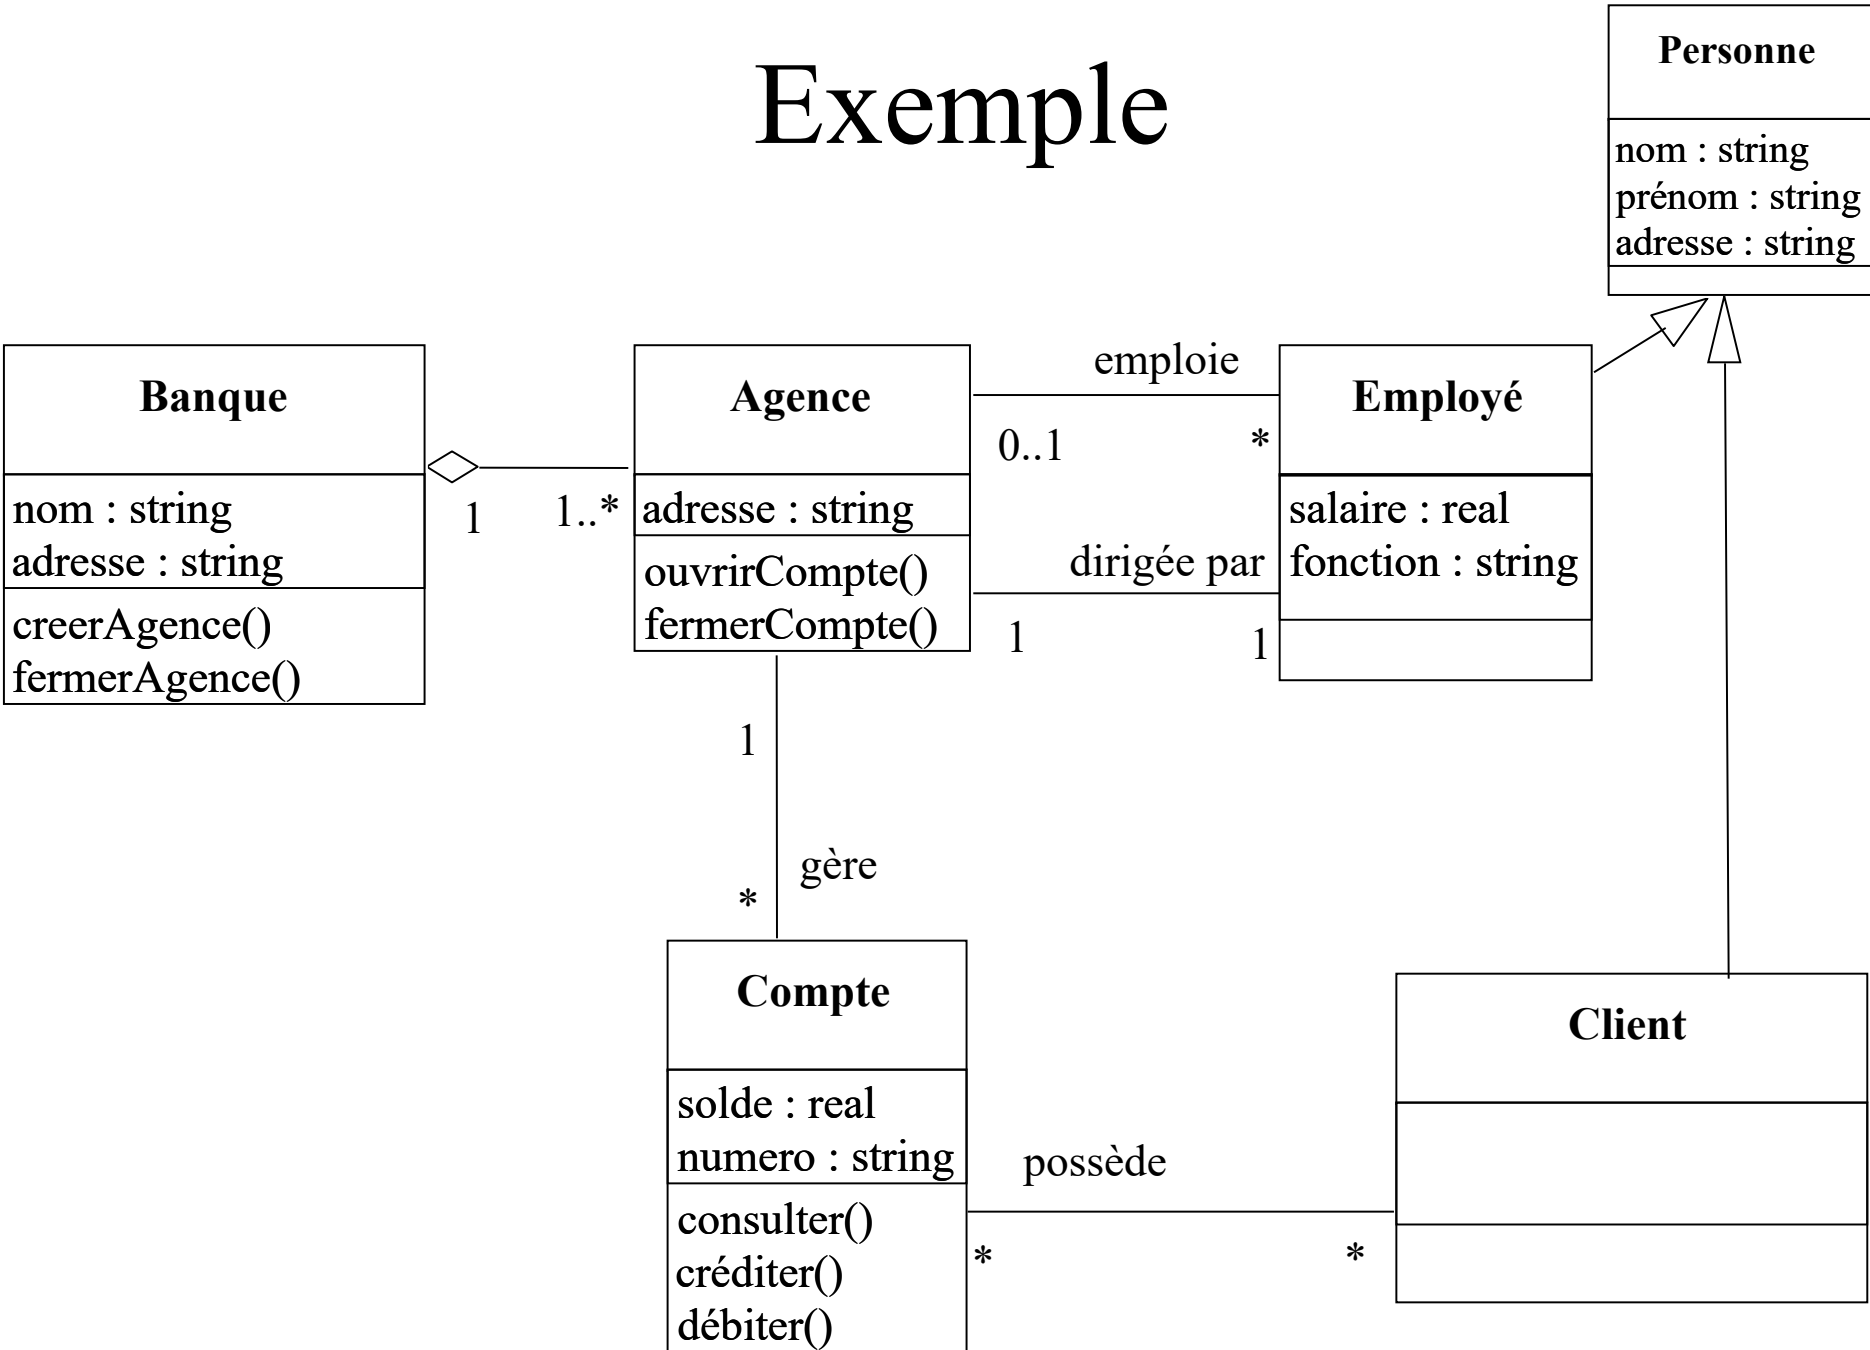 Exemple
Personne
nom : string
prénom : string
adresse : string
Banque
nom : string
adresse : string
creerAgence()
fermerAgence()
1
1..*
Agence
adresse : string
ouvrirCompte()
fermerCompte()
emploie
0..1
*
dirigée par
1
1
Employé
salaire : real
fonction : string
1
gère
*
Compte
solde : real
numero : string
consulter()
créditer()
débiter()
possède
*
*
Client